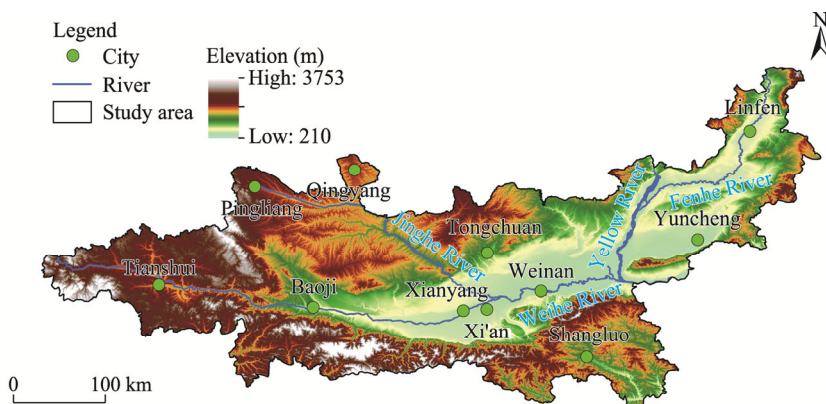 Legend
City
River
Study area
Elevation (m)
High: 3753
Low: 210
N
Linfen
Qingyang
Pingliang
Yellow River
Fenhe River
Jinghe River
Tongchuan
Yuncheng
Tianshui
Baoji
Xianyang
Weinan
Weihe River
Xi'an
Shangluo
0 100 km